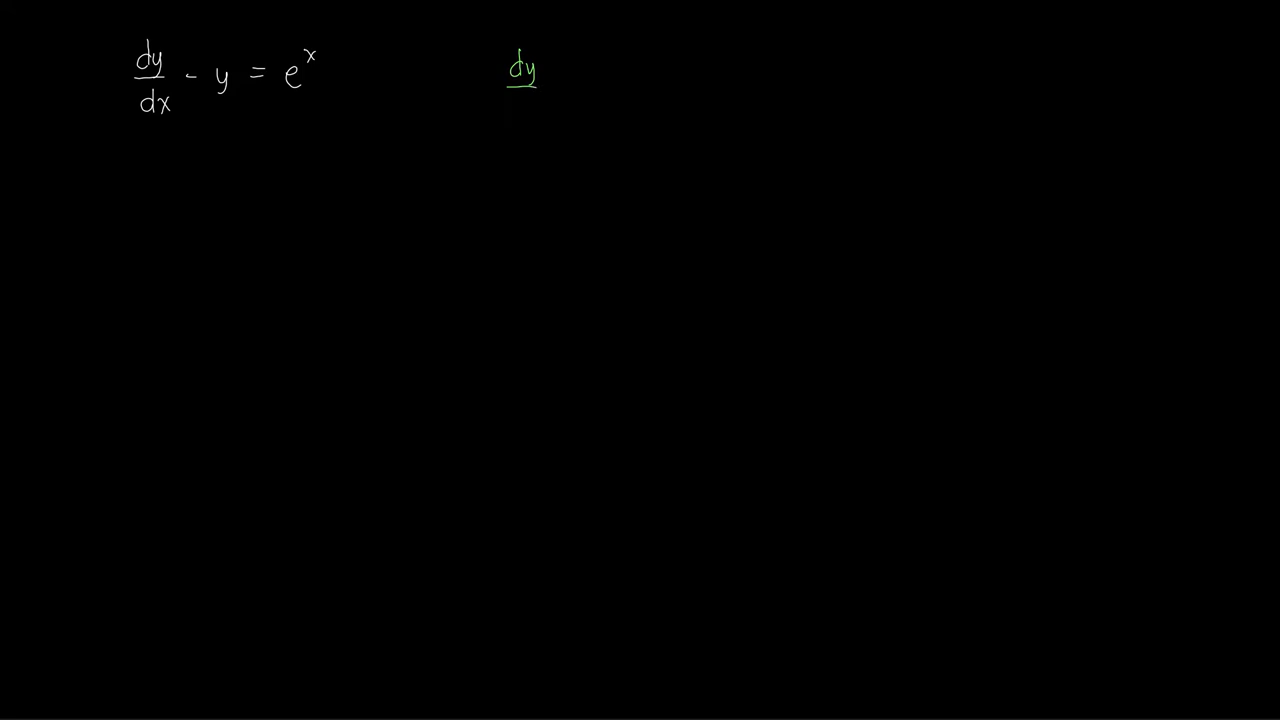 dy/dx - y = e^x
dy